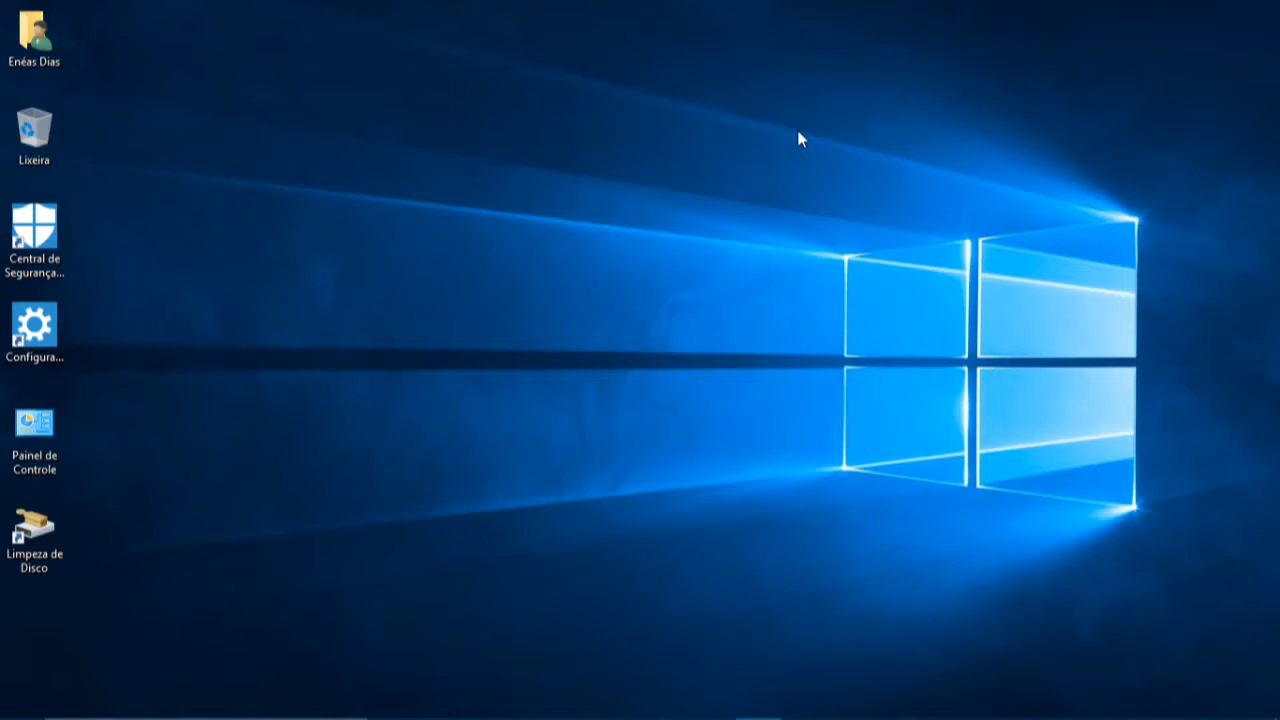 Enéas Dias
Lixeira
Central de
Segurança...
Configura...
Painel de
Controle
Limpeza de
Disco